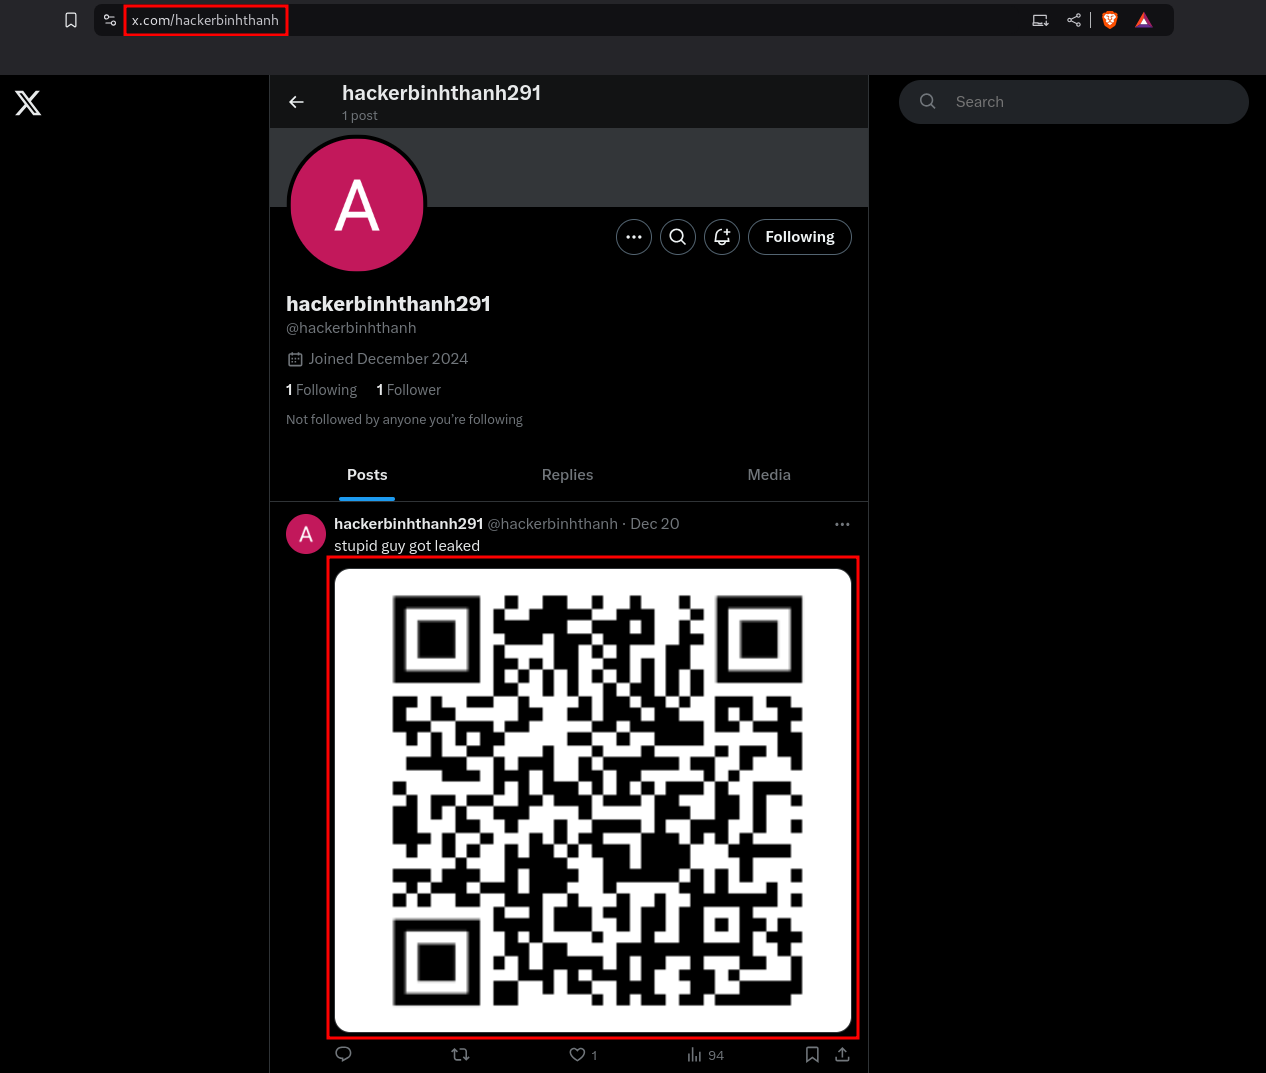 x.com/hackerbinhthanh
hackerbinhthanh291
1 post
Search
A
Following
hackerbinhthanh291
@hackerbinhthanh
Joined December 2024
1 Following 1 Follower
Not followed by anyone you're following
Posts Replies Media
A
hackerbinhthanh291 @hackerbinhthanh · Dec 20
stupid guy got leaked
1 94